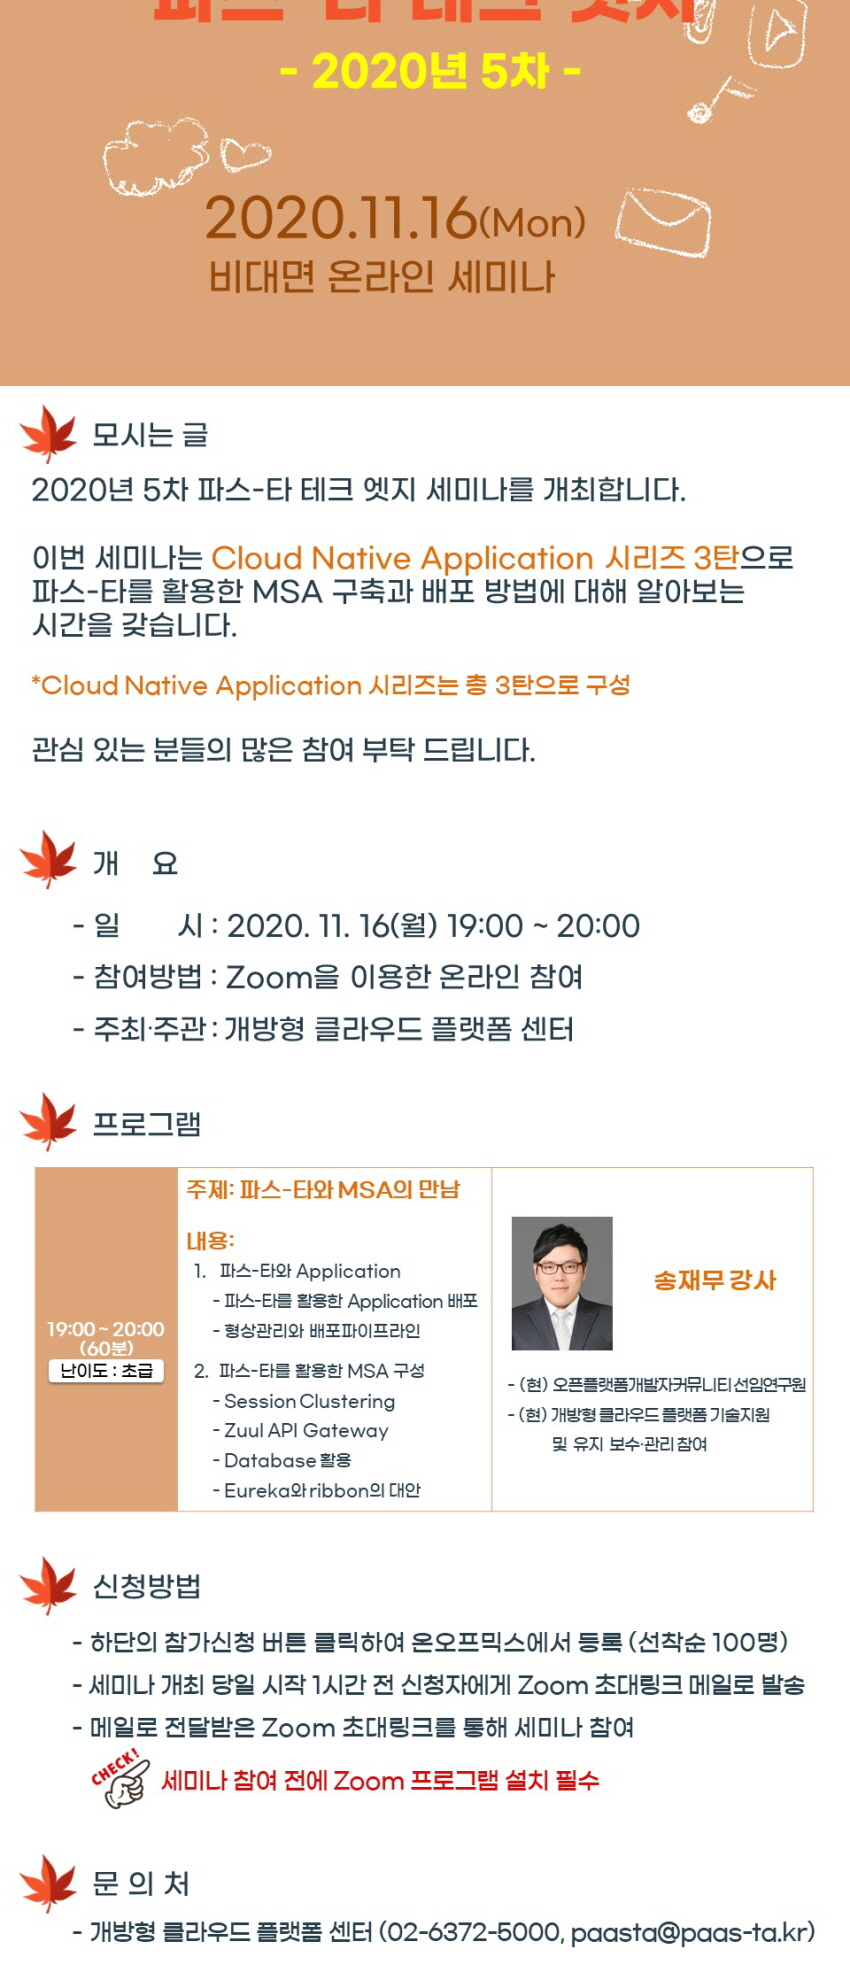 파스-타 테크 엣지
- 2020년 5차 -
2020.11.16(Mon)
비대면 온라인 세미나
모시는 글
2020년 5차 파스-타 테크 엣지 세미나를 개최합니다.
이번 세미나는 Cloud Native Application 시리즈 3탄으로
파스-타를 활용한 MSA 구축과 배포 방법에 대해 알아보는
시간을 갖습니다.
*Cloud Native Application 시리즈는 총 3탄으로 구성
관심 있는 분들의 많은 참여 부탁 드립니다.
개 요
- 일 시 : 2020. 11. 16(월) 19:00 ~ 20:00
- 참여방법 : Zoom을 이용한 온라인 참여
- 주최·주관 : 개방형 클라우드 플랫폼 센터
프로그램
19:00 ~ 20:00
(60분)
난이도 : 초급
주제: 파스-타와 MSA의 만남
내용:
1. 파스-타와 Application
- 파스-타를 활용한 Application 배포
- 형상관리와 배포파이프라인
2. 파스-타를 활용한 MSA 구성
- Session Clustering
- Zuul API Gateway
- Database 활용
- Eureka와 ribbon의 대안
송재무 강사
- (현) 오픈플랫폼개발자커뮤니티 선임연구원
- (현) 개방형 클라우드 플랫폼 기술지원
및 유지 보수·관리 참여
신청방법
- 하단의 참가신청 버튼 클릭하여 온오프믹스에서 등록 (선착순 100명)
- 세미나 개최 당일 시작 1시간 전 신청자에게 Zoom 초대링크 메일로 발송
- 메일로 전달받은 Zoom 초대링크를 통해 세미나 참여
CHECK!
세미나 참여 전에 Zoom 프로그램 설치 필수
문 의 처
- 개방형 클라우드 플랫폼 센터 (02-6372-5000, paasta@paas-ta.kr)